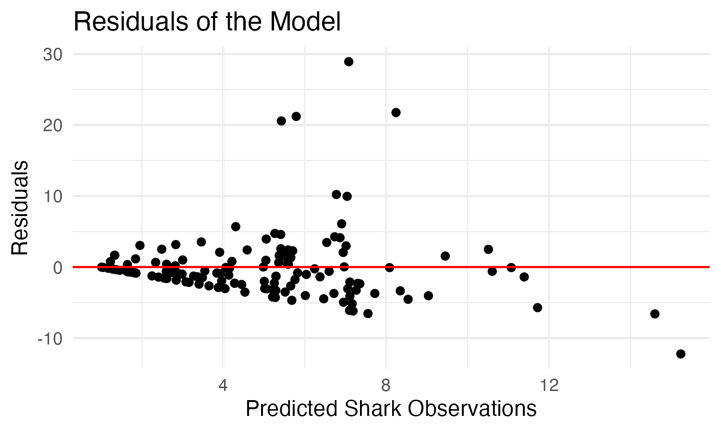 Residuals of the Model
30
20
10
0
-10
Residuals
4 8 12
Predicted Shark Observations